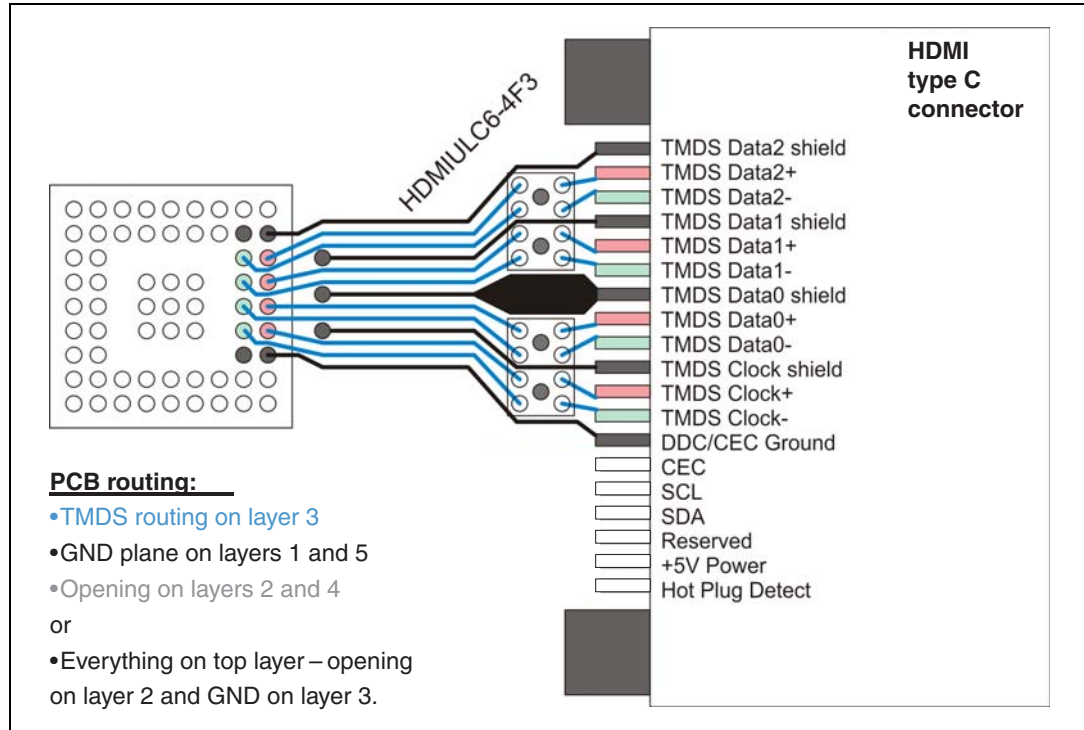 HDMI
type C
connector
HDMIULC6-4F3
TMDS Data2 shield
TMDS Data2+
TMDS Data2-
TMDS Data1 shield
TMDS Data1+
TMDS Data1-
TMDS Data0 shield
TMDS Data0+
TMDS Data0-
TMDS Clock shield
TMDS Clock+
TMDS Clock-
DDC/CEC Ground
CEC
SCL
SDA
Reserved
+5V Power
Hot Plug Detect
PCB routing:
•TMDS routing on layer 3
•GND plane on layers 1 and 5
•Opening on layers 2 and 4
or
•Everything on top layer – opening
on layer 2 and GND on layer 3.